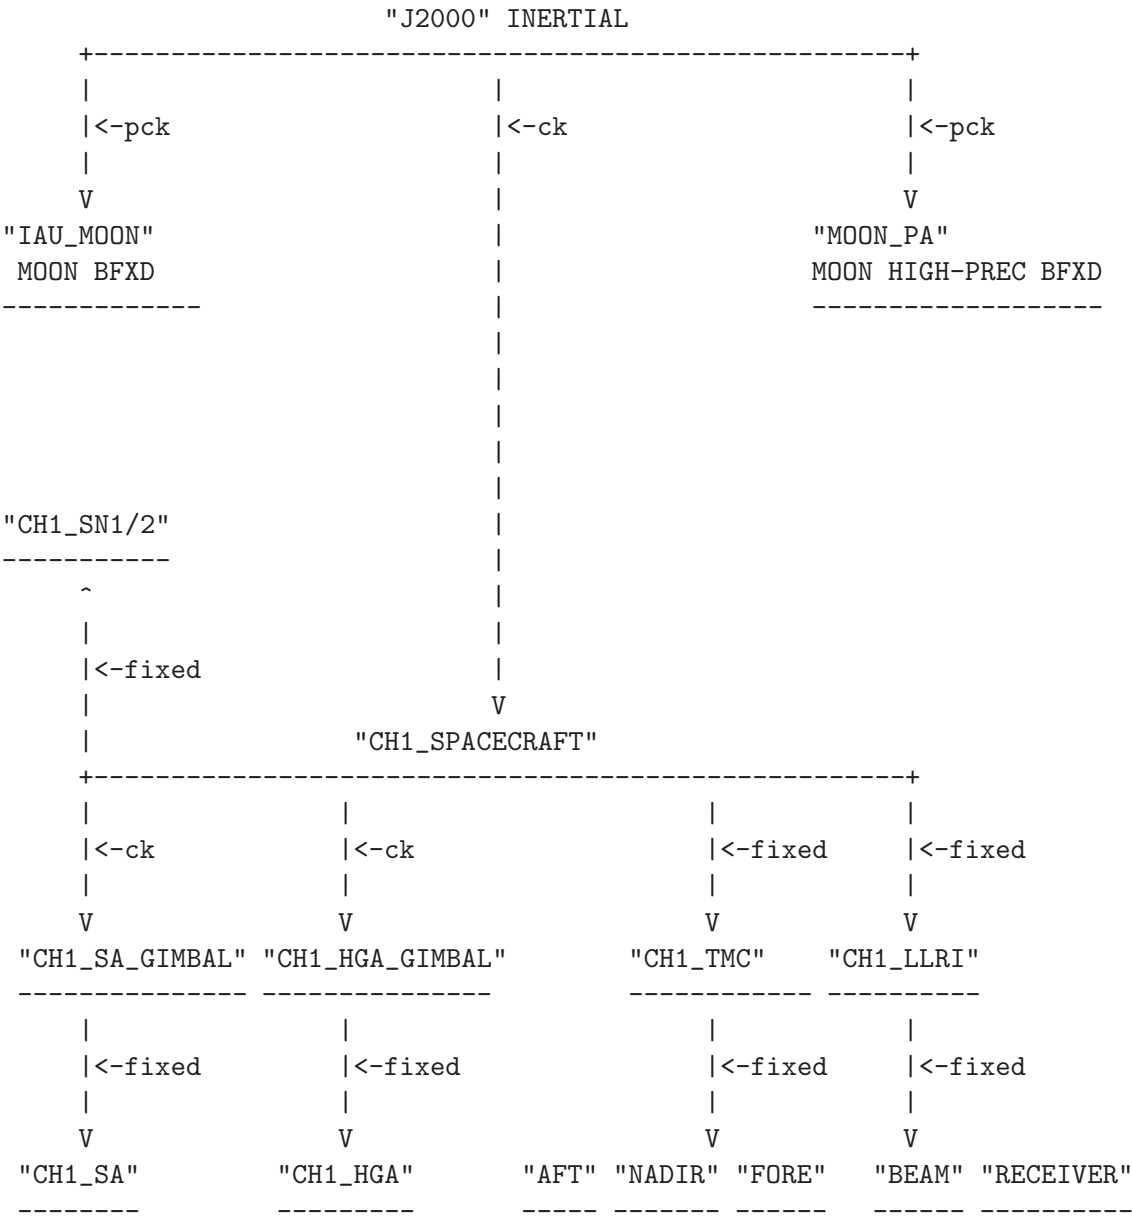 "J2000" INERTIAL
+-----------------------------------------------------+
|                          |                          |
|<-pck                     |<-ck                      |<-pck
|                          |                          |
V                          |                          V
"IAU_MOON"                 |                    "MOON_PA"
MOON BFXD                  |                    MOON HIGH-PREC BFXD
-------------              |                    -------------------
|
|
|
|
|
"CH1_SN1/2"                |
-----------                |
^                          |
|                          |
|<-fixed                   |
|                          V
|                 "CH1_SPACECRAFT"
+-----------------------------------------------------+
|                |                       |            |
|<-ck            |<-ck                   |<-fixed     |<-fixed
|                |                       |            |
V                V                       V            V
"CH1_SA_GIMBAL" "CH1_HGA_GIMBAL"        "CH1_TMC"    "CH1_LLRI"
--------------- ---------------         ------------ ----------
|                |                       |            |
|<-fixed         |<-fixed                |<-fixed     |<-fixed
|                |                       |            |
V                V                       V            V
"CH1_SA"         "CH1_HGA"       "AFT" "NADIR" "FORE"   "BEAM" "RECEIVER"
--------         ---------       ----- ------- ------   ------ ----------